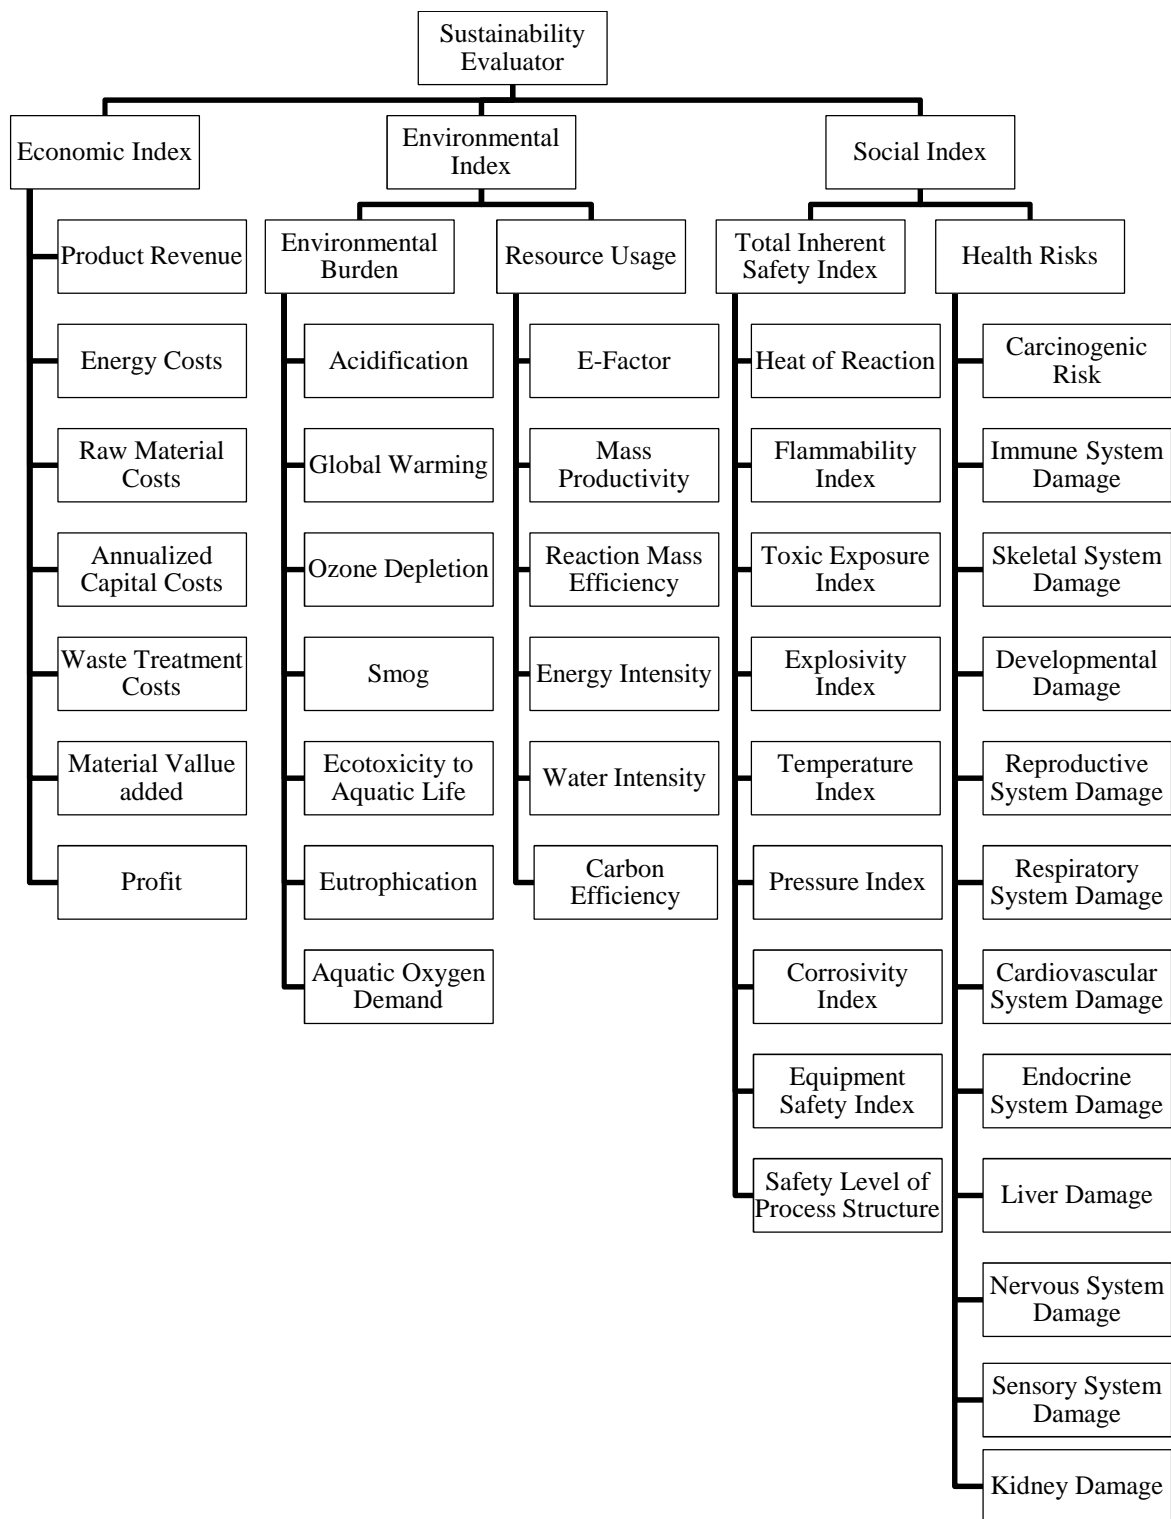 Sustainability
Evaluator
Economic Index
Environmental
Index
Social Index
Product Revenue
Energy Costs
Raw Material
Costs
Annualized
Capital Costs
Waste Treatment
Costs
Material Vallue
added
Profit
Environmental
Burden
Acidification
Global Warming
Ozone Depletion
Smog
Ecotoxicity to
Aquatic Life
Eutrophication
Aquatic Oxygen
Demand
Resource Usage
E-Factor
Mass
Productivity
Reaction Mass
Efficiency
Energy Intensity
Water Intensity
Carbon
Efficiency
Total Inherent
Safety Index
Heat of Reaction
Flammability
Index
Toxic Exposure
Index
Explosivity
Index
Temperature
Index
Pressure Index
Corrosivity
Index
Equipment
Safety Index
Safety Level of
Process Structure
Health Risks
Carcinogenic
Risk
Immune System
Damage
Skeletal System
Damage
Developmental
Damage
Reproductive
System Damage
Respiratory
System Damage
Cardiovascular
System Damage
Endocrine
System Damage
Liver Damage
Nervous System
Damage
Sensory System
Damage
Kidney Damage